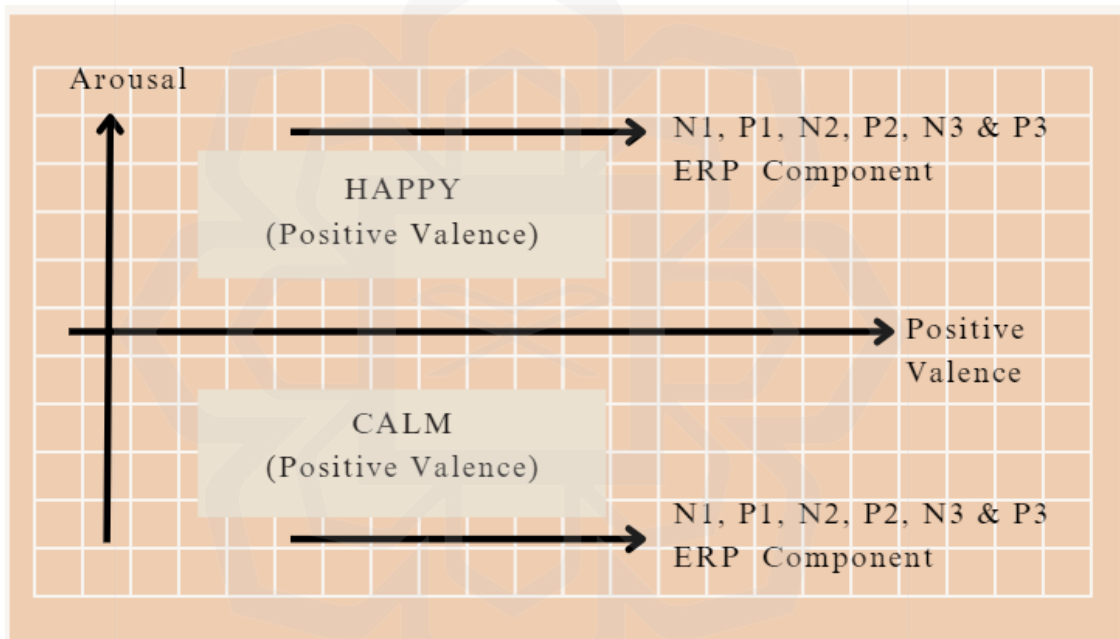 Arousal
N1, P1, N2, P2, N3 & P3
ERP Component
HAPPY
(Positive Valence)
Positive
Valence
CALM
(Positive Valence)
N1, P1, N2, P2, N3 & P3
ERP Component